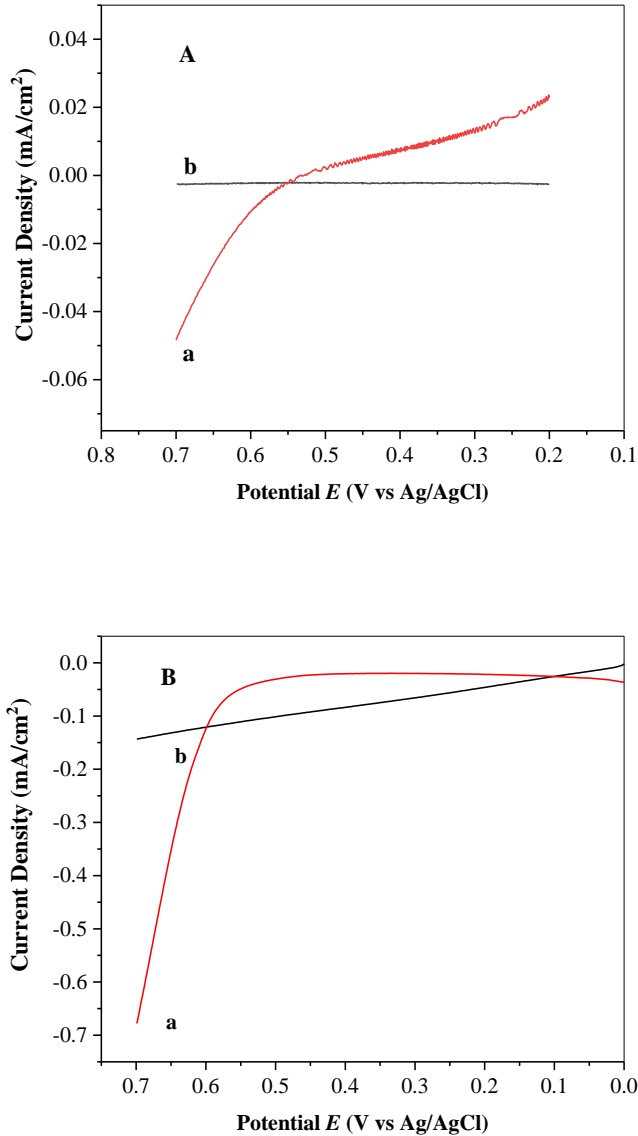 A
0.04
0.02
b
0.00
-0.02
-0.04
a
-0.06
0.8 0.7 0.6 0.5 0.4 0.3 0.2 0.1
Current Density (mA/cm²)
Potential E (V vs Ag/AgCl)
B
0.0
-0.1
b
-0.2
-0.3
-0.4
-0.5
-0.6
a
-0.7
0.7 0.6 0.5 0.4 0.3 0.2 0.1 0.0
Current Density (mA/cm²)
Potential E (V vs Ag/AgCl)